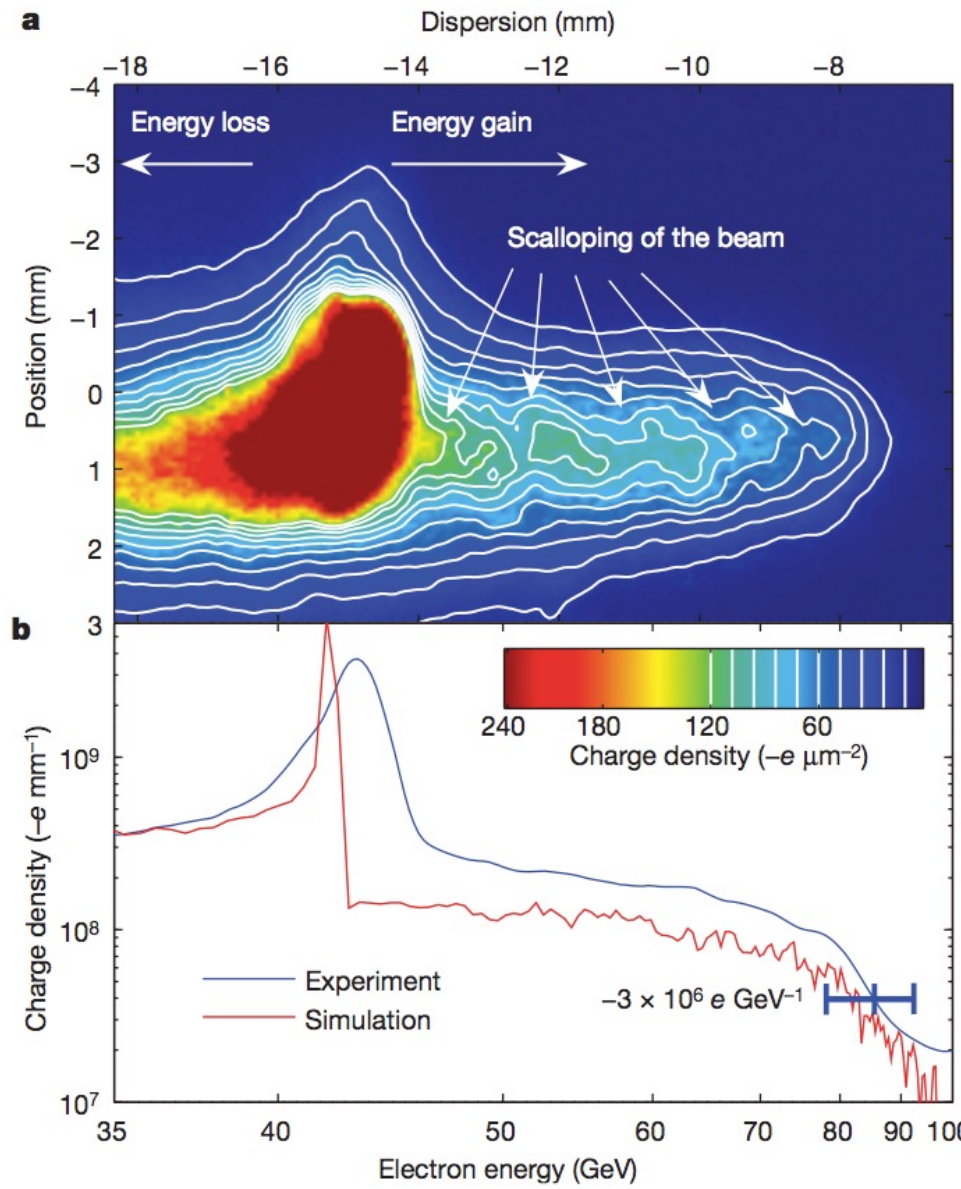 a
Dispersion (mm)
−18 −16 −14 −12 −10 −8
−4
Energy loss Energy gain
−3
−2
Scalloping of the beam
−1
Position (mm)
0
1
2
3
b
240 180 120 60
Charge density (−e μm⁻²)
10⁹
Charge density (−e mm⁻¹)
10⁸
Experiment
Simulation
−3 × 10⁶ e GeV⁻¹
10⁷
35 40 50 60 70 80 90 100
Electron energy (GeV)